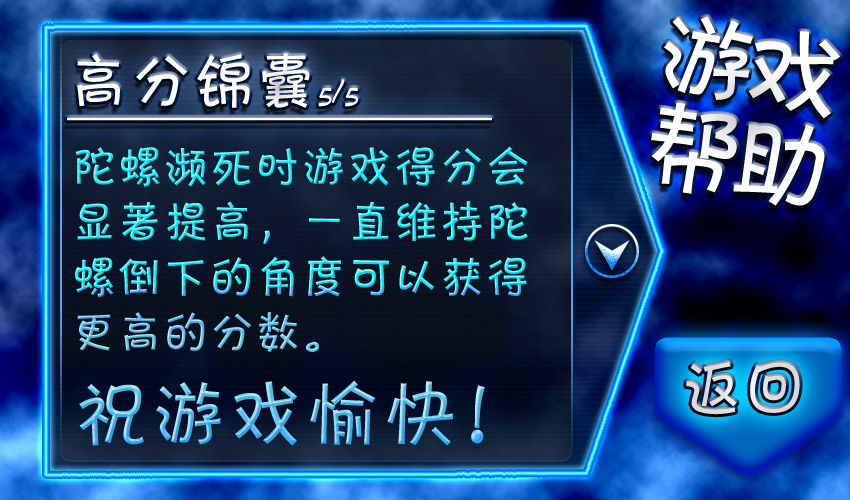 高分锦囊 5/5
陀螺濒死时游戏得分会
显著提高，一直维持陀
螺倒下的角度可以获得
更高的分数。
祝游戏愉快！
游戏
帮助
返回